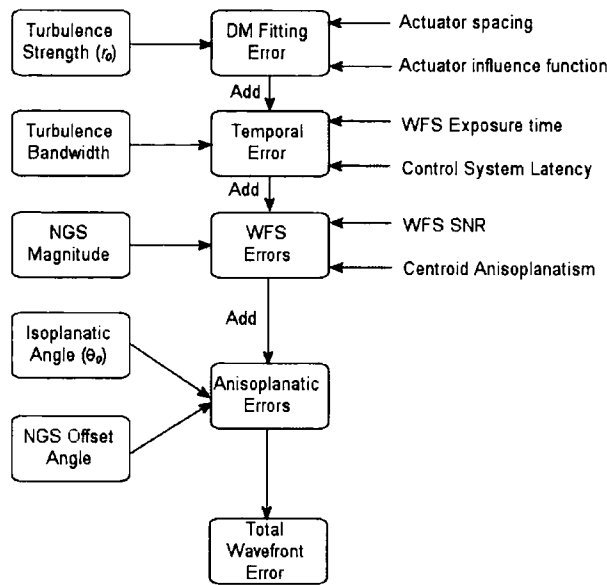 Turbulence
Strength (r₀)
DM Fitting
Error
Actuator spacing
Actuator influence function
Add
Turbulence
Bandwidth
Temporal
Error
WFS Exposure time
Control System Latency
Add
NGS
Magnitude
WFS
Errors
WFS SNR
Centroid Anisoplanatism
Add
Isoplanatic
Angle (θ₀)
Anisoplanatic
Errors
NGS Offset
Angle
Total
Wavefront
Error